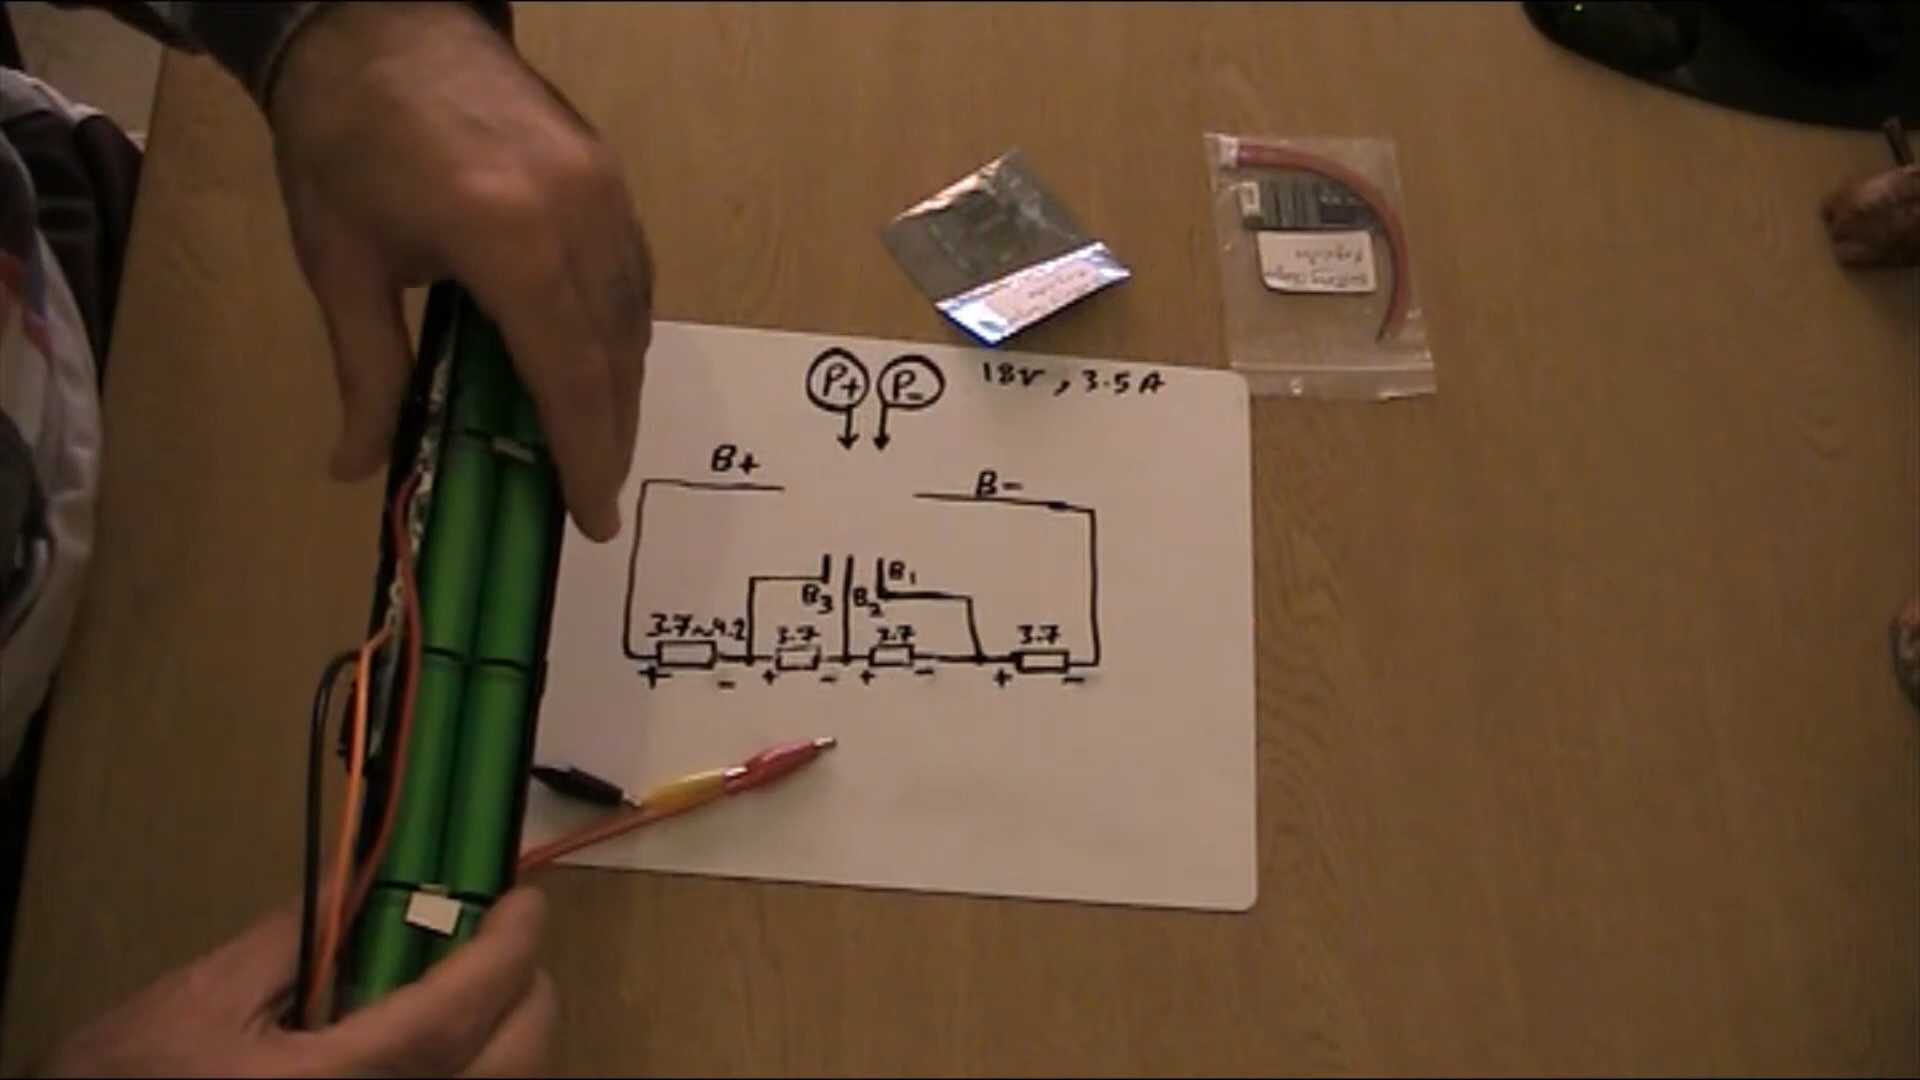 P+ P- 18V, 3.5A
B+ B-
B3 B2 B1
3.7~4.2 3.7 3.7 3.7
+ - + - + - + -